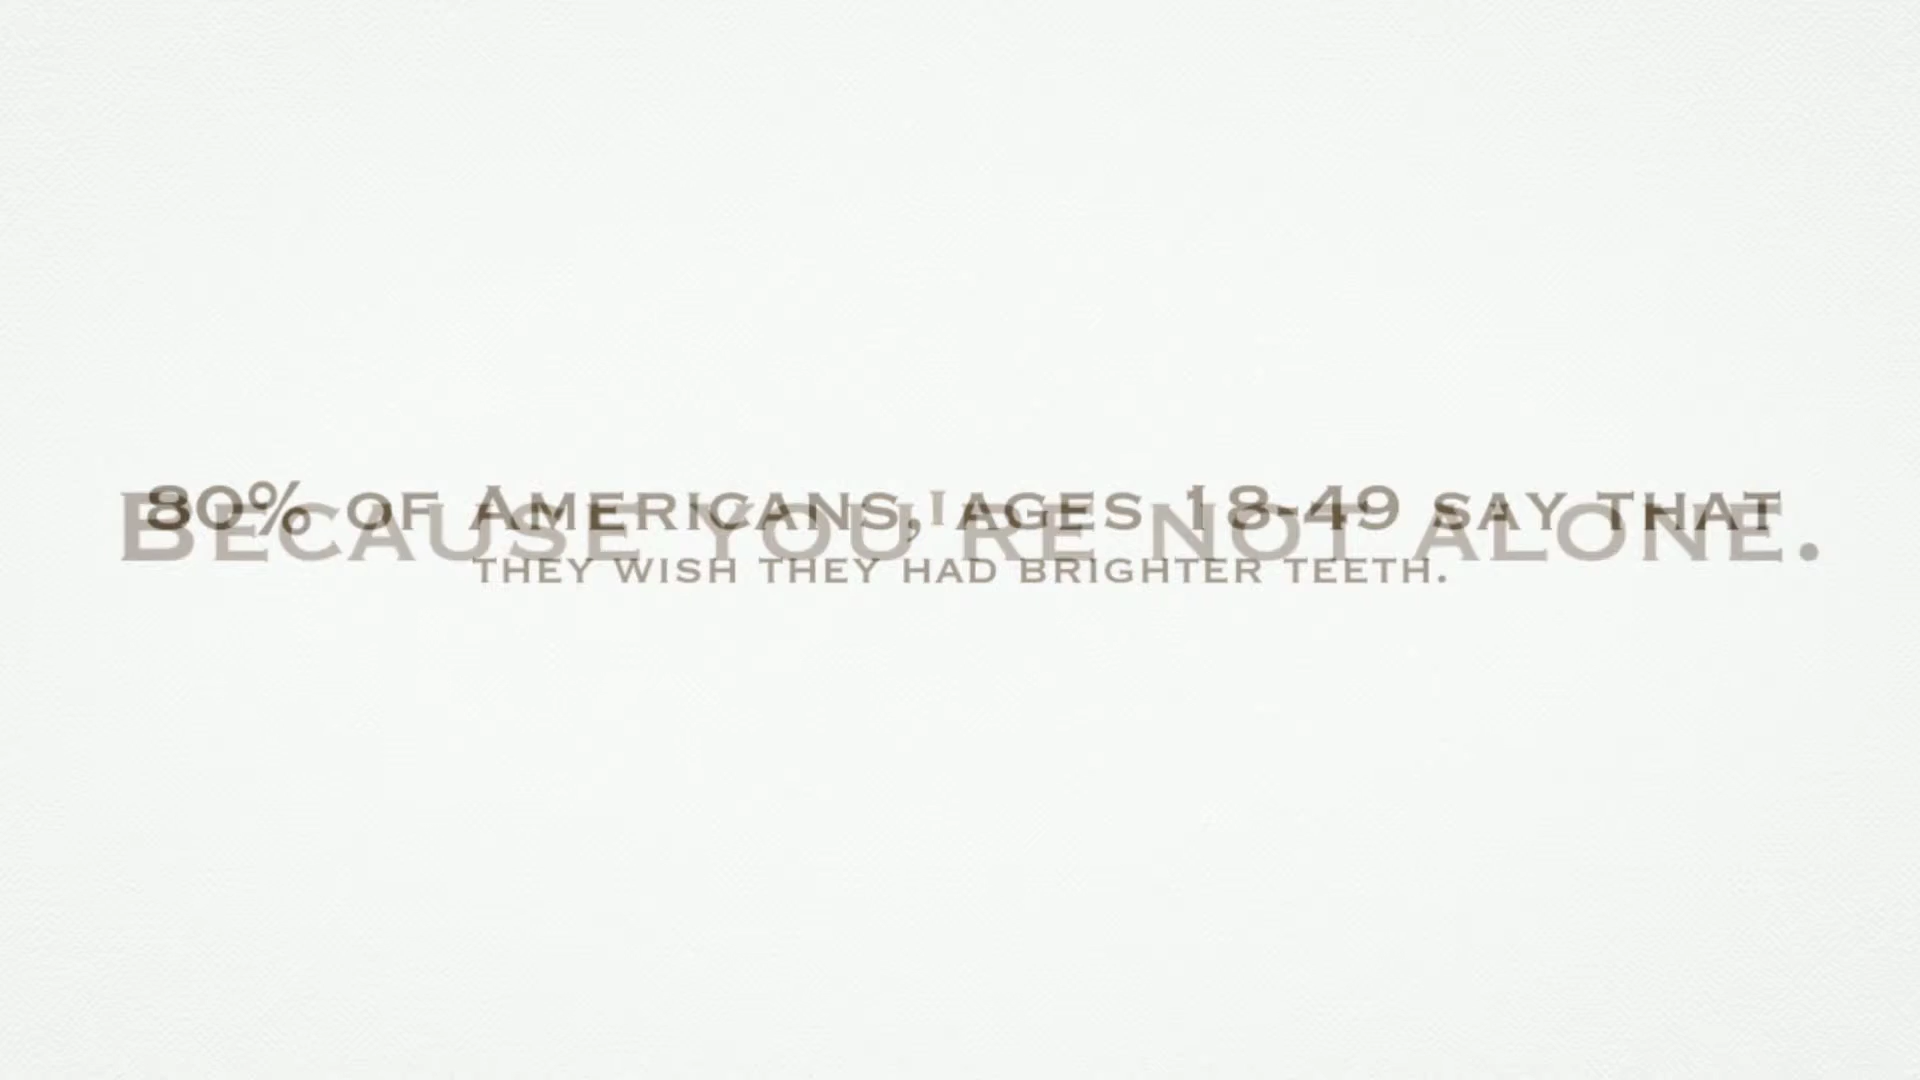 80% of Americans, ages 18-49 say that
they wish they had brighter teeth.
Because you're not alone.